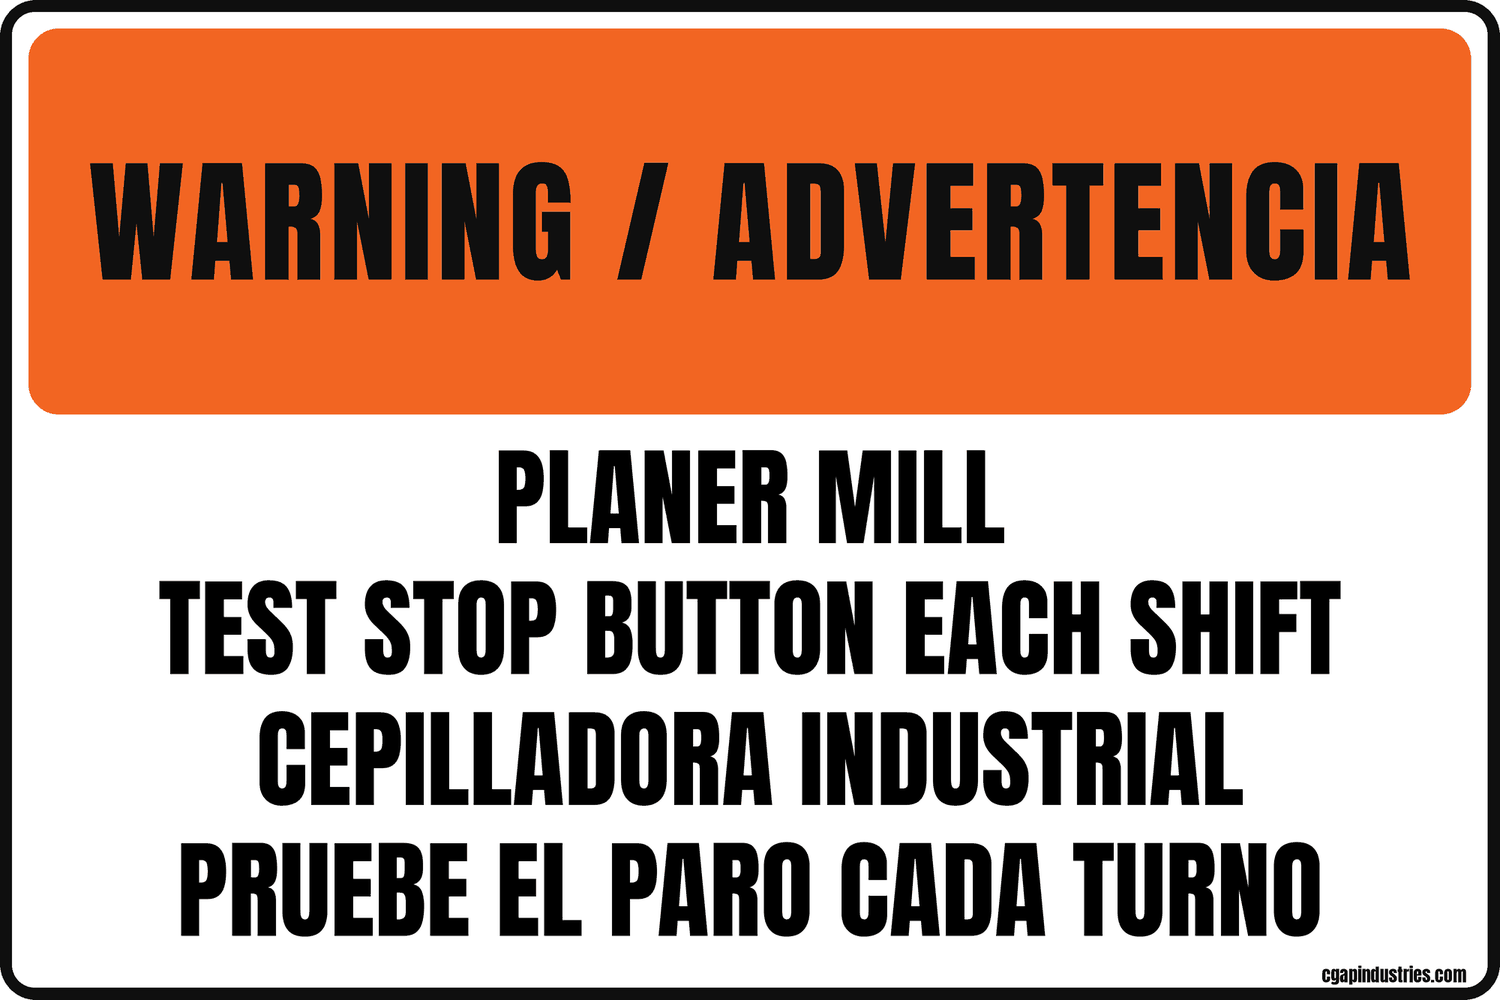 WARNING / ADVERTENCIA
PLANER MILL
TEST STOP BUTTON EACH SHIFT
CEPILLADORA INDUSTRIAL
PRUEBE EL PARO CADA TURNO
cgapindustries.com